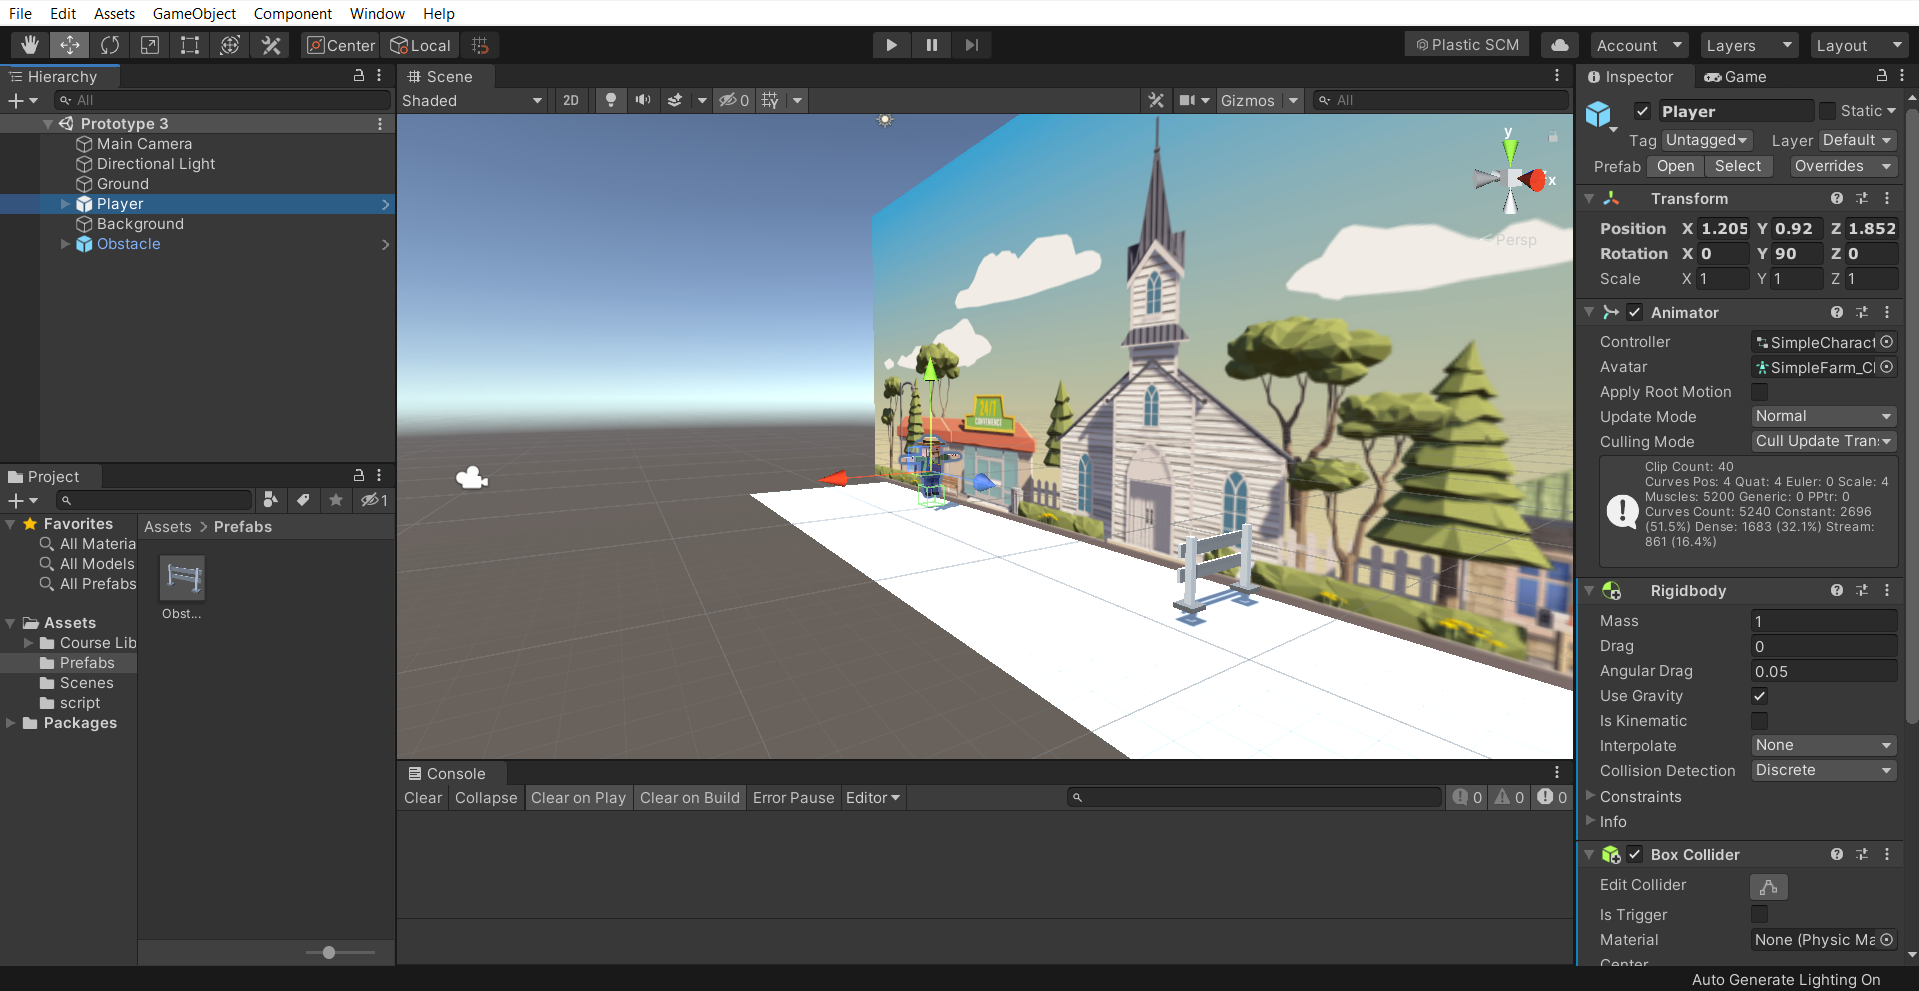 File Edit Assets GameObject Component Window Help
Center Local Plastic SCM Account Layers Layout
Hierarchy
All
Prototype 3
Main Camera
Directional Light
Ground
Player
Background
Obstacle
Project
1
Favorites
All Materia
All Models
All Prefabs
Assets
Course Lib
Prefabs
Scenes
script
Packages
Assets > Prefabs
Obst...
Scene
Shaded 2D 0 Gizmos All
y
x
Persp
24/7
CONVENIENCE
Console
Clear Collapse Clear on Play Clear on Build Error Pause Editor 0 0 0
Inspector Game
Player Static
Tag Untagged Layer Default
Prefab Open Select Overrides
Transform
Position X 1.205 Y 0.92 Z 1.852
Rotation X 0 Y 90 Z 0
Scale X 1 Y 1 Z 1
Animator
Controller SimpleCharact
Avatar SimpleFarm_Cl
Apply Root Motion
Update Mode Normal
Culling Mode Cull Update Tran
Clip Count: 40
Curves Pos: 4 Quat: 4 Euler: 0 Scale: 4
Muscles: 5200 Generic: 0 PPtr: 0
Curves Count: 5240 Constant: 2696
(51.5%) Dense: 1683 (32.1%) Stream:
861 (16.4%)
Rigidbody
Mass 1
Drag 0
Angular Drag 0.05
Use Gravity
Is Kinematic
Interpolate None
Collision Detection Discrete
Constraints
Info
Box Collider
Edit Collider
Is Trigger
Material None (Physic Ma
Center
Auto Generate Lighting On